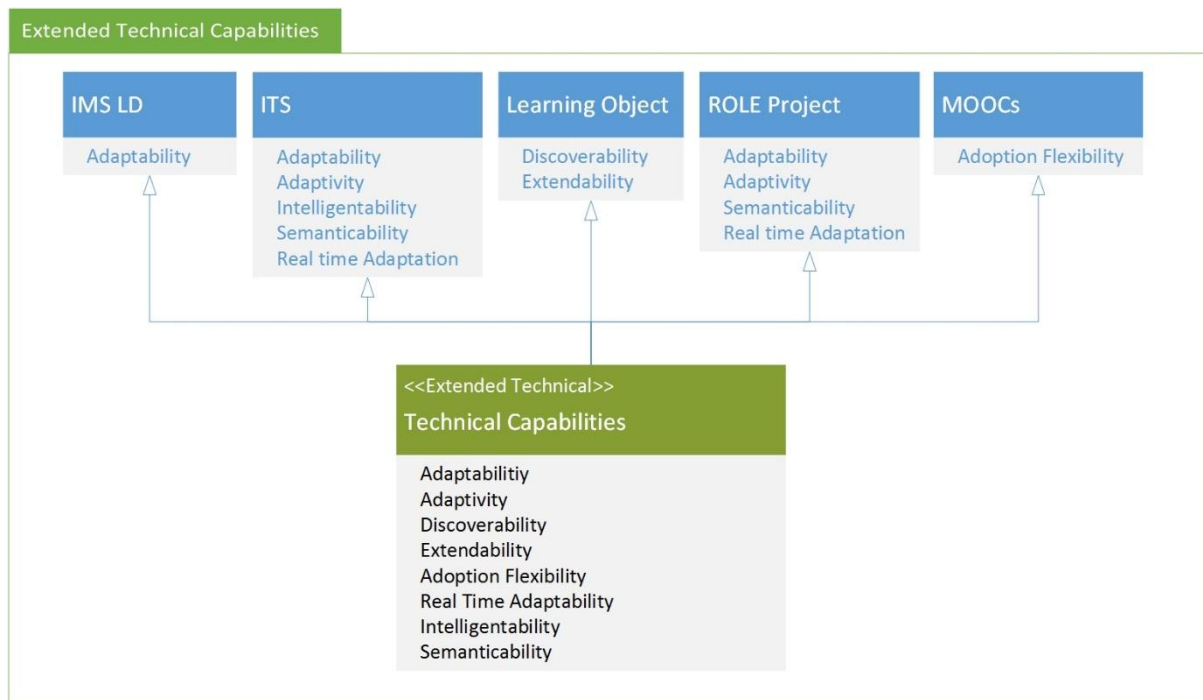 Extended Technical Capabilities
IMS LD
Adaptability
ITS
Adaptability
Adaptivity
Intelligentability
Semanticability
Real time Adaptation
Learning Object
Discoverability
Extendability
ROLE Project
Adaptability
Adaptivity
Semanticability
Real time Adaptation
MOOCs
Adoption Flexibility
<<Extended Technical>>
Technical Capabilities
Adaptabilitiy
Adaptivity
Discoverability
Extendability
Adoption Flexibility
Real Time Adaptability
Intelligentability
Semanticability